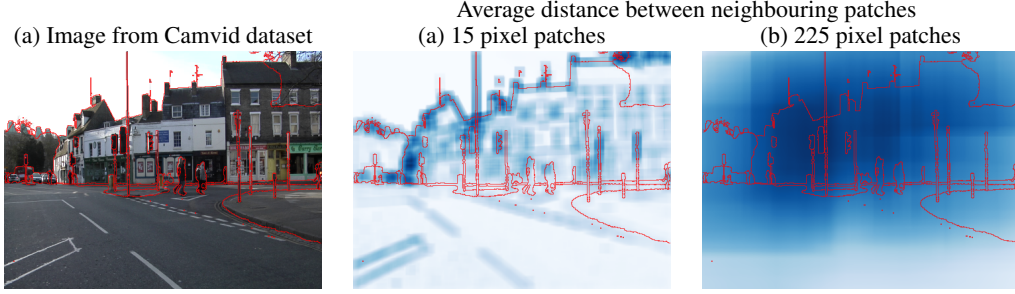 Average distance between neighbouring patches
(a) Image from Camvid dataset
(a) 15 pixel patches
(b) 225 pixel patches